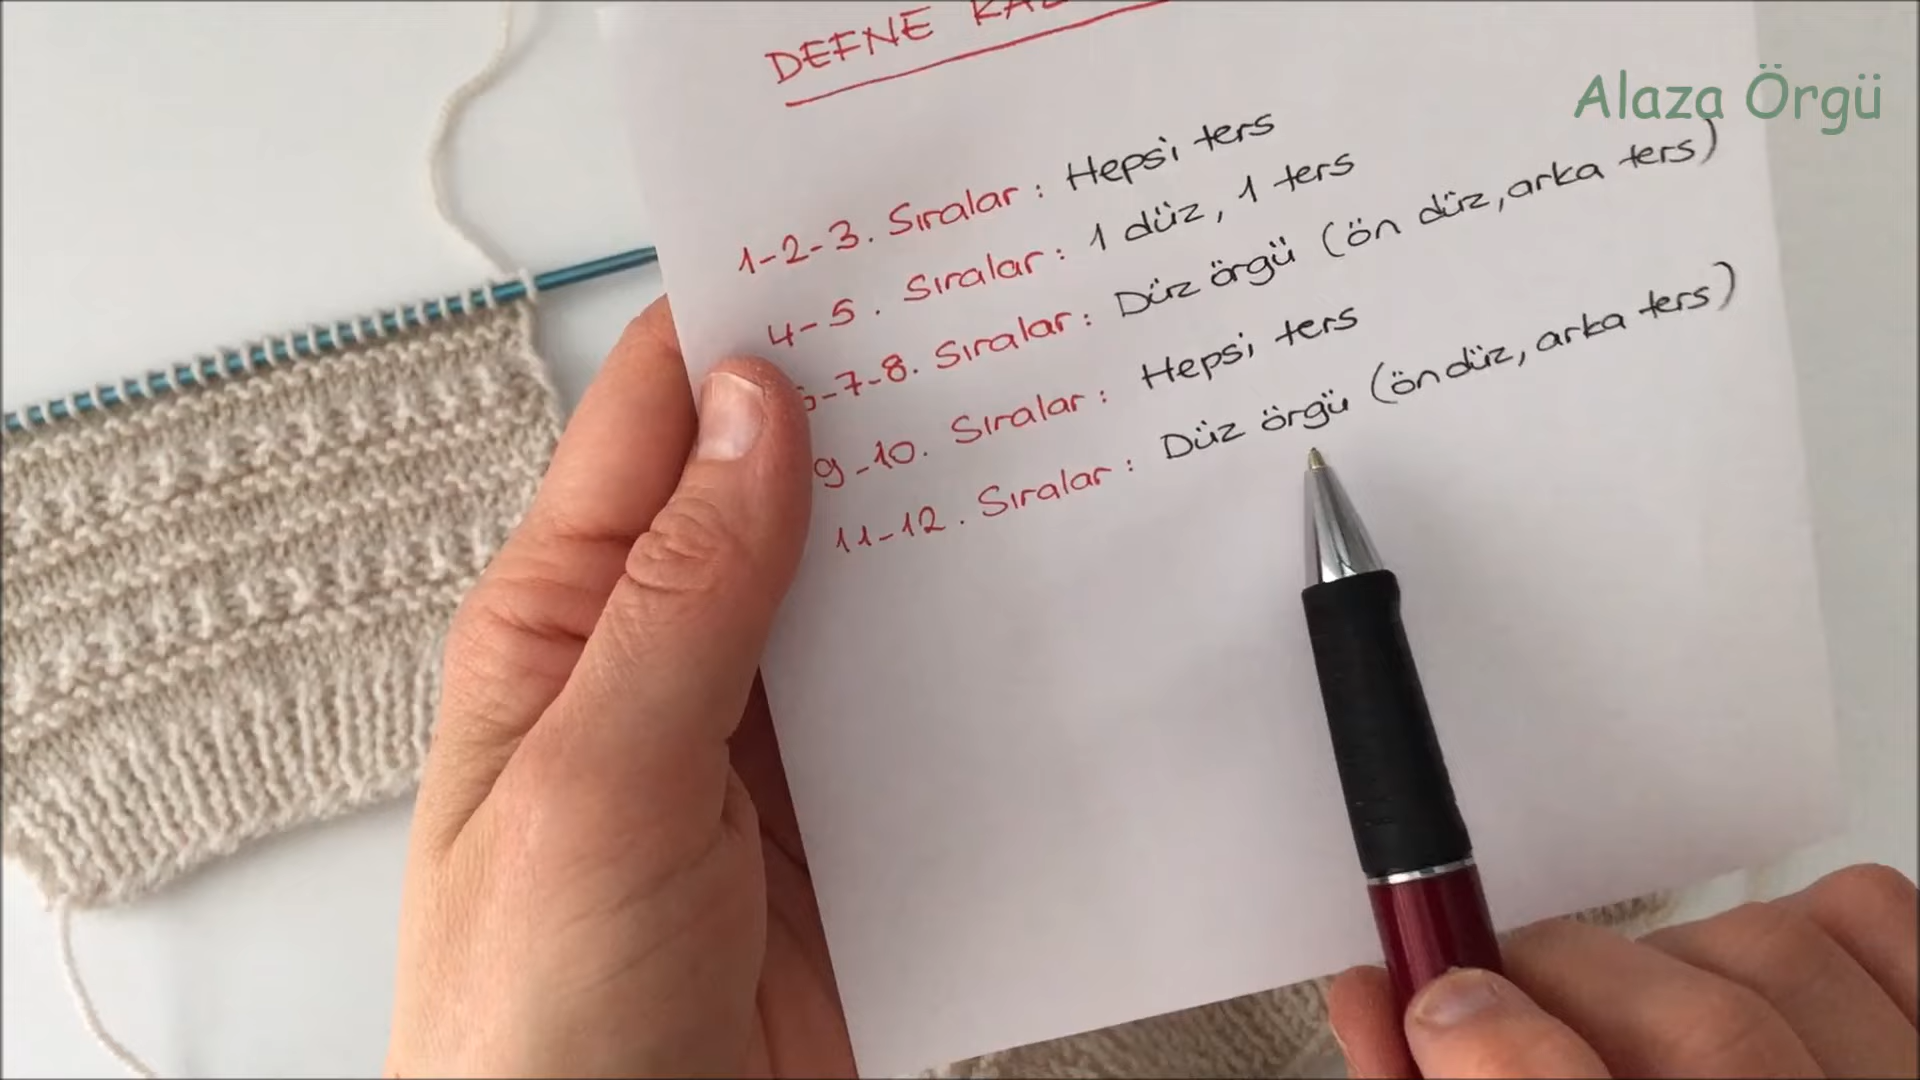 DEFNE
Alaza Örgü
1-2-3. Sıralar : Hepsi ters
4-5. Sıralar : 1 düz, 1 ters
-7-8. Sıralar : Düz örgü (ön düz, arka ters)
9-10. Sıralar : Hepsi ters
11-12. Sıralar : Düz örgü (ön düz, arka ters)